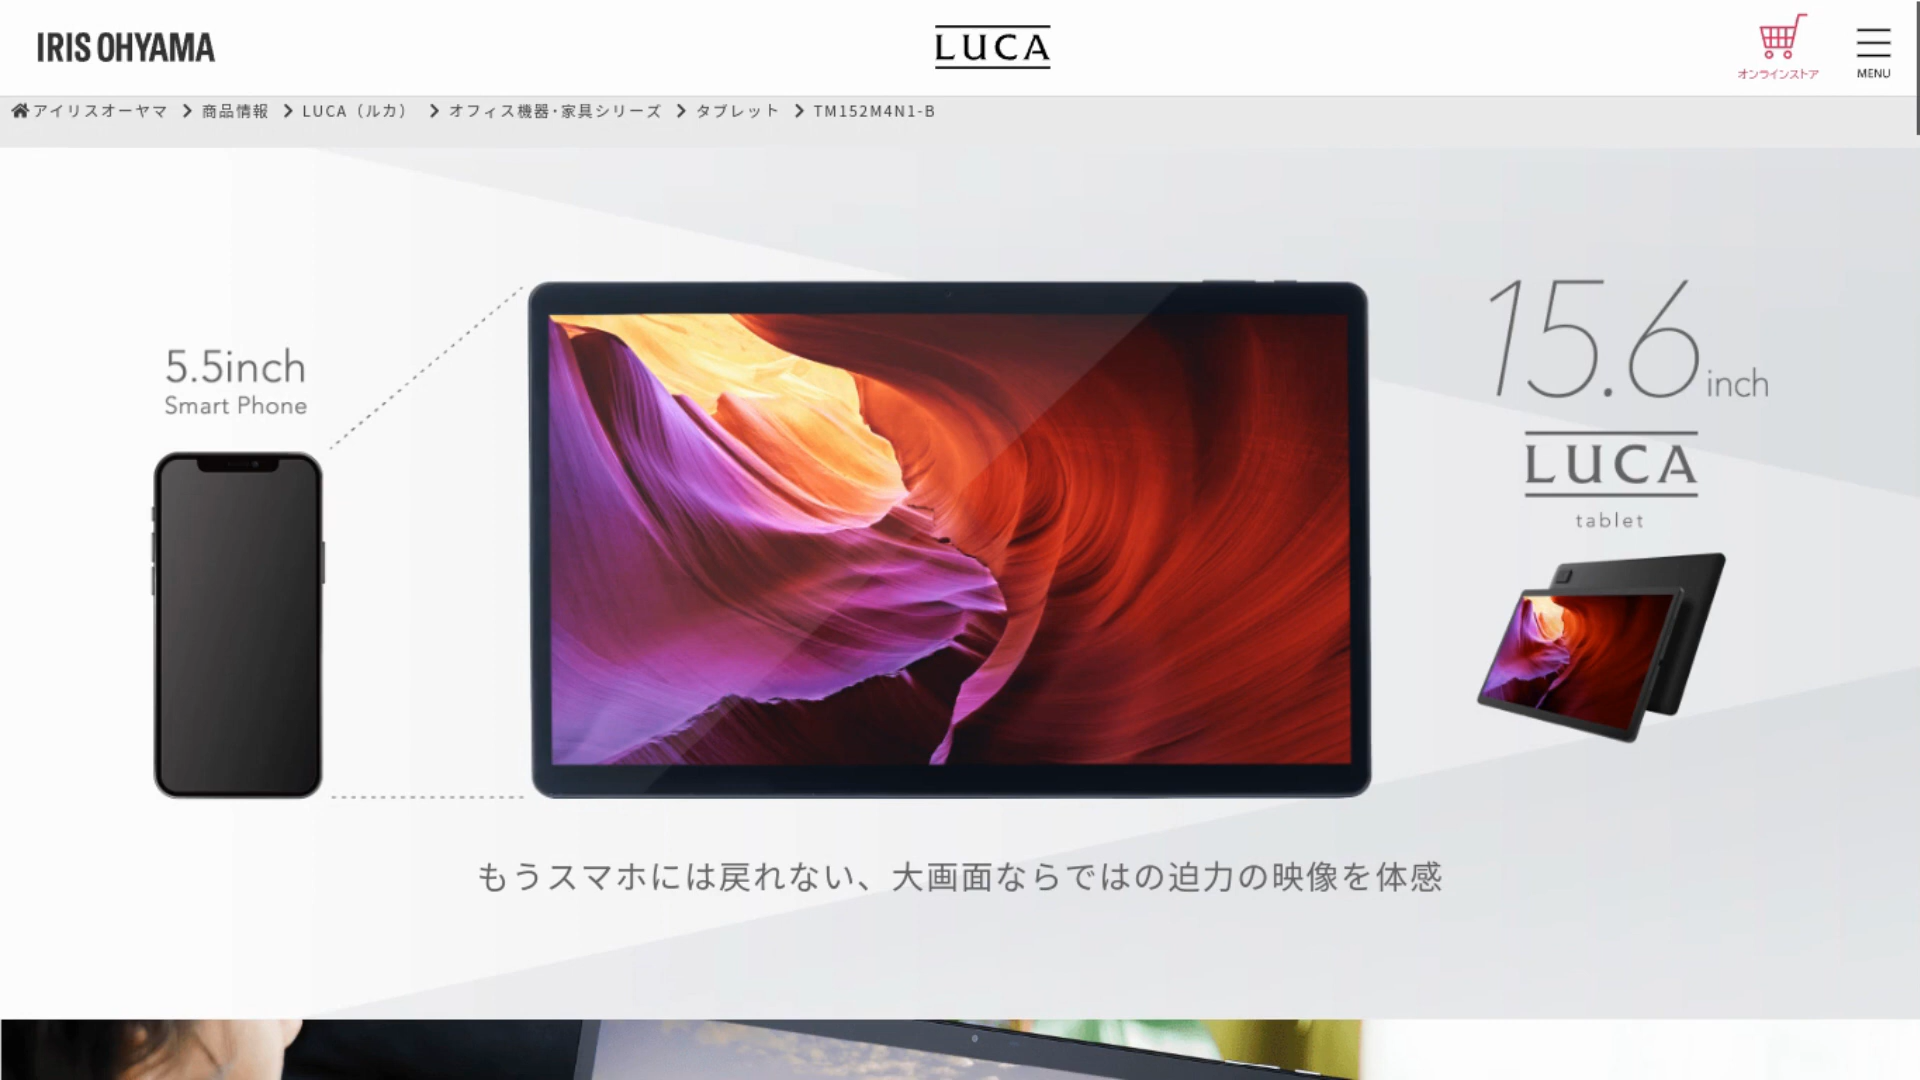 IRIS OHYAMA
LUCA
オンラインストア
MENU
アイリスオーヤマ > 商品情報 > LUCA（ルカ） > オフィス機器･家具シリーズ > タブレット > TM152M4N1-B
5.5inch
Smart Phone
15.6inch
LUCA
tablet
もうスマホには戻れない、大画面ならではの迫力の映像を体感